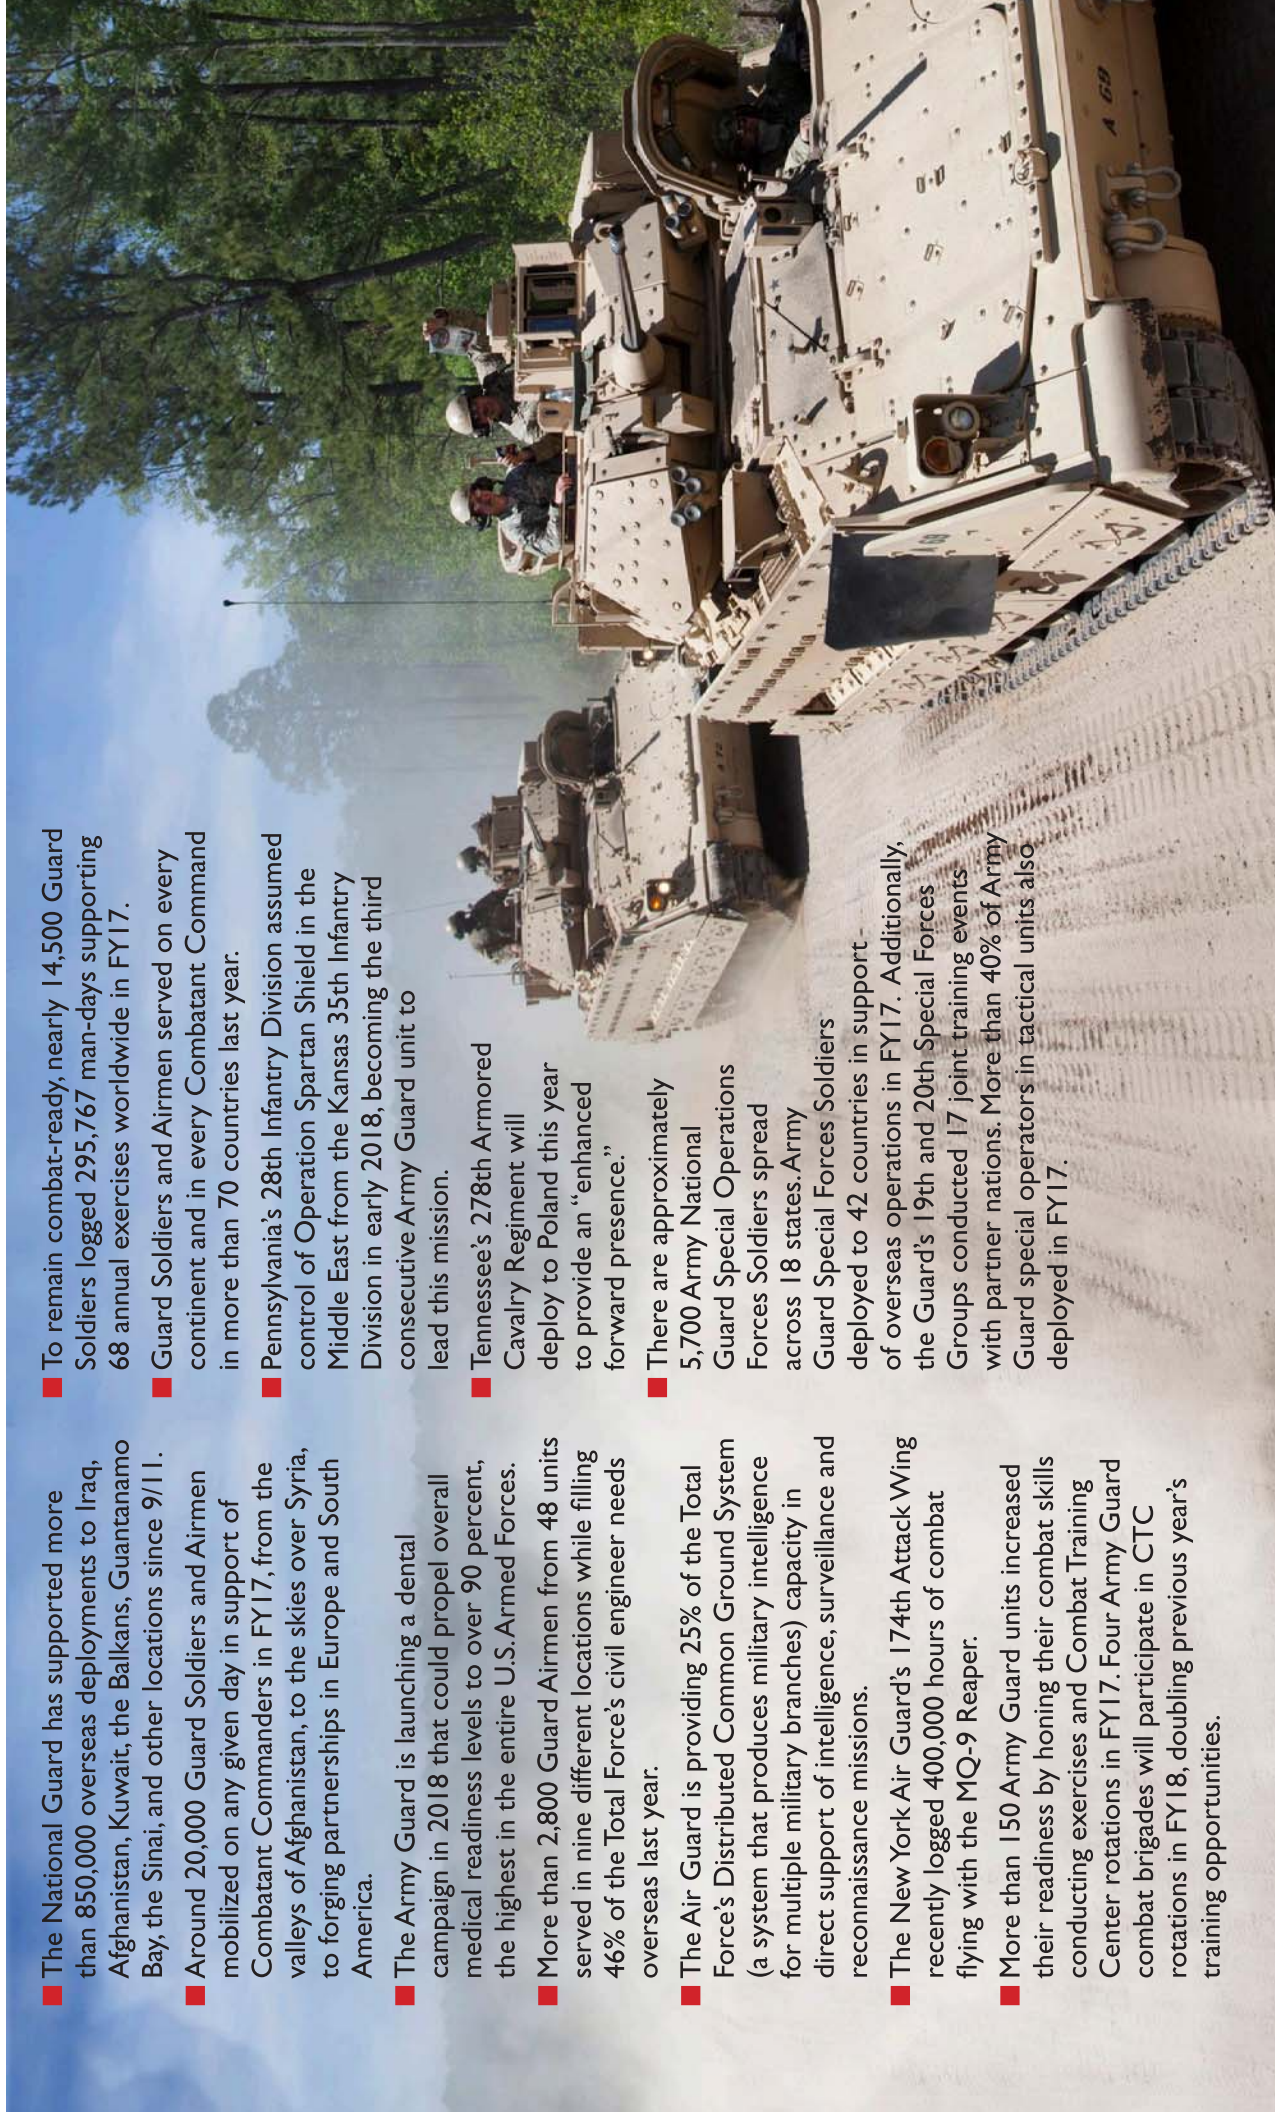 ■ The National Guard has supported more
than 850,000 overseas deployments to Iraq,
Afghanistan, Kuwait, the Balkans, Guantanamo
Bay, the Sinai, and other locations since 9/11.
■ Around 20,000 Guard Soldiers and Airmen
mobilized on any given day in support of
Combatant Commanders in FY17, from the
valleys of Afghanistan, to the skies over Syria,
to forging partnerships in Europe and South
America.
■ The Army Guard is launching a dental
campaign in 2018 that could propel overall
medical readiness levels to over 90 percent,
the highest in the entire U.S. Armed Forces.
■ More than 2,800 Guard Airmen from 48 units
served in nine different locations while filling
46% of the Total Force's civil engineer needs
overseas last year.
■ The Air Guard is providing 25% of the Total
Force's Distributed Common Ground System
(a system that produces military intelligence
for multiple military branches) capacity in
direct support of intelligence, surveillance and
reconnaissance missions.
■ The New York Air Guard's 174th Attack Wing
recently logged 400,000 hours of combat
flying with the MQ-9 Reaper.
■ More than 150 Army Guard units increased
their readiness by honing their combat skills
conducting exercises and Combat Training
Center rotations in FY17. Four Army Guard
combat brigades will participate in CTC
rotations in FY18, doubling previous year's
training opportunities.
■ To remain combat-ready, nearly 14,500 Guard
Soldiers logged 295,767 man-days supporting
68 annual exercises worldwide in FY17.
■ Guard Soldiers and Airmen served on every
continent and in every Combatant Command
in more than 70 countries last year.
■ Pennsylvania's 28th Infantry Division assumed
control of Operation Spartan Shield in the
Middle East from the Kansas 35th Infantry
Division in early 2018, becoming the third
consecutive Army Guard unit to
lead this mission.
■ Tennessee's 278th Armored
Cavalry Regiment will
deploy to Poland this year
to provide an "enhanced
forward presence."
■ There are approximately
5,700 Army National
Guard Special Operations
Forces Soldiers spread
across 18 states. Army
Guard Special Forces Soldiers
deployed to 42 countries in support
of overseas operations in FY17. Additionally,
the Guard's 19th and 20th Special Forces
Groups conducted 17 joint training events
with partner nations. More than 40% of Army
Guard special operators in tactical units also
deployed in FY17.
A 69
A 69
A 72